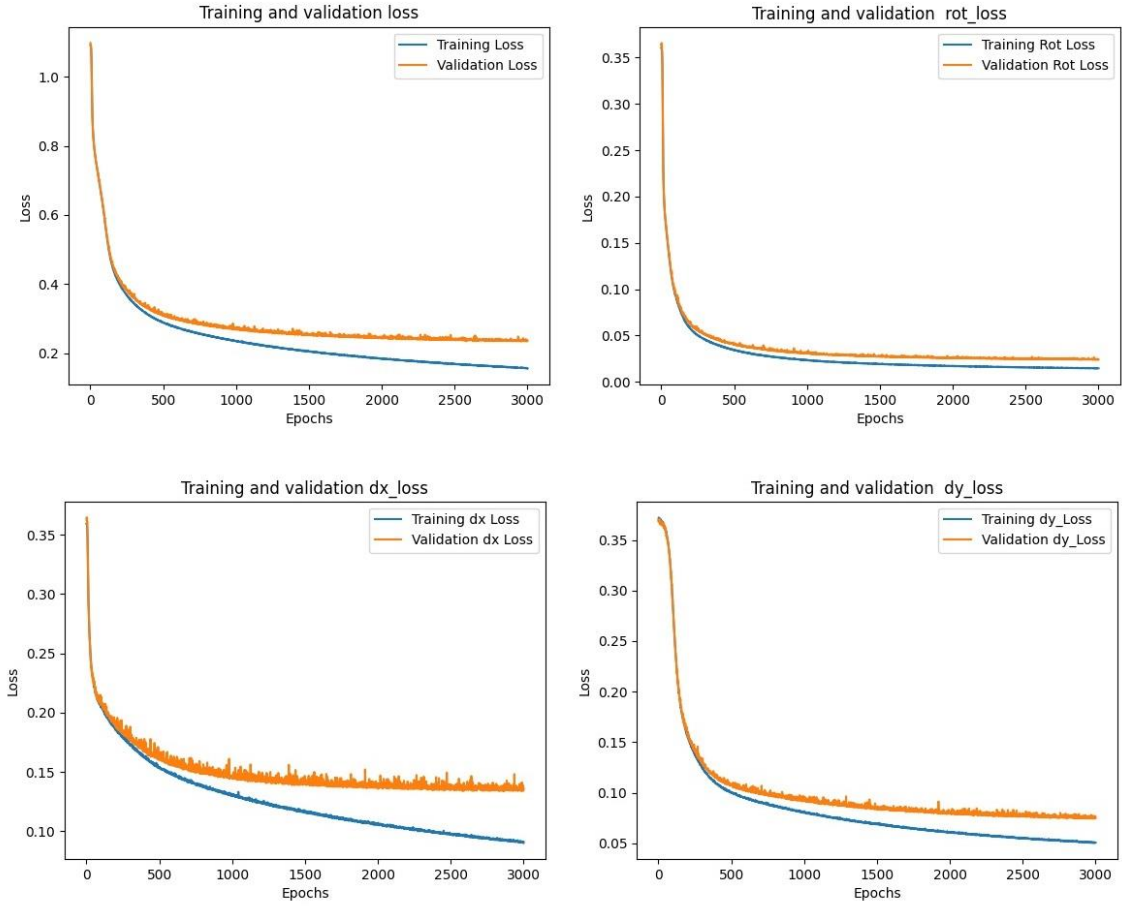 Training and validation loss
Training Loss
Validation Loss
1.0
0.8
0.6
0.4
0.2
Loss
0 500 1000 1500 2000 2500 3000
Epochs
Training and validation  rot_loss
Training Rot Loss
Validation Rot Loss
0.35
0.30
0.25
0.20
0.15
0.10
0.05
0.00
Loss
0 500 1000 1500 2000 2500 3000
Epochs
Training and validation dx_loss
Training dx Loss
Validation dx Loss
0.35
0.30
0.25
0.20
0.15
0.10
Loss
0 500 1000 1500 2000 2500 3000
Epochs
Training and validation  dy_loss
Training dy_Loss
Validation dy_Loss
0.35
0.30
0.25
0.20
0.15
0.10
0.05
Loss
0 500 1000 1500 2000 2500 3000
Epochs